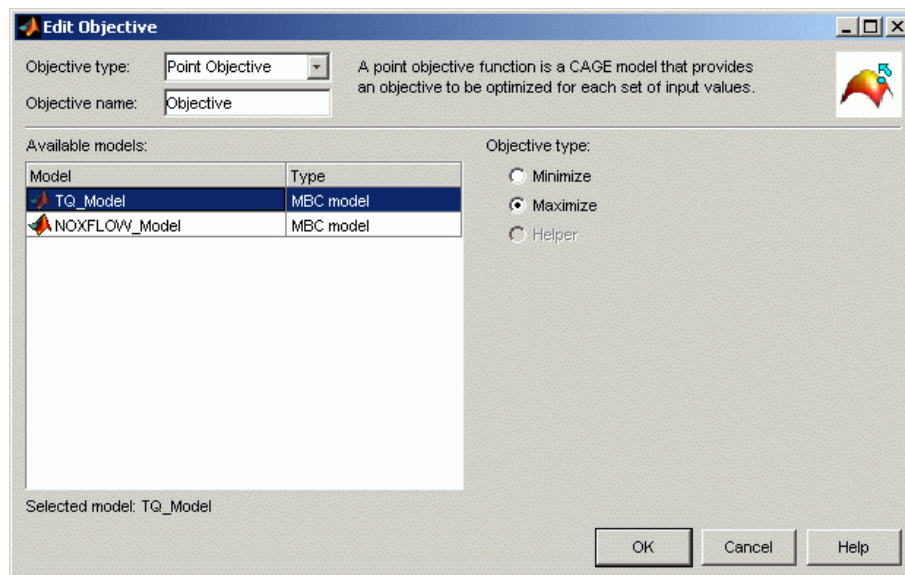 Edit Objective
Objective type: Point Objective
A point objective function is a CAGE model that provides
an objective to be optimized for each set of input values.
Objective name: Objective
Available models:
Objective type:
Model Type
TQ_Model MBC model
NOXFLOW_Model MBC model
Minimize
Maximize
Helper
Selected model: TQ_Model
OK Cancel Help